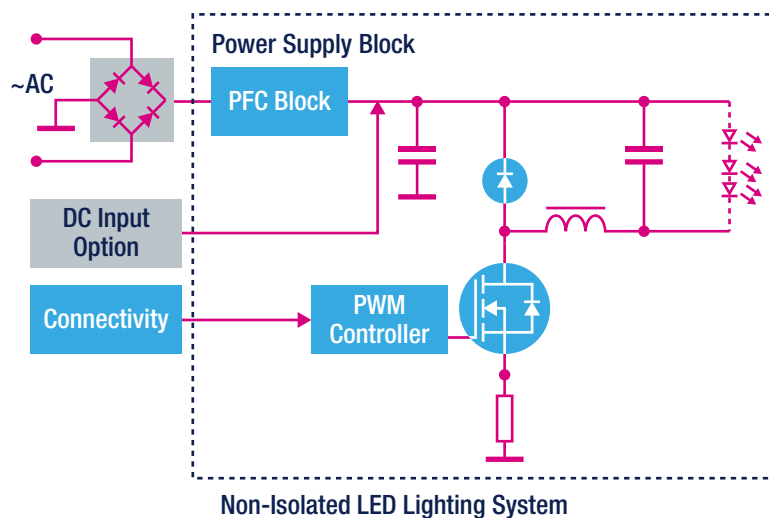 Power Supply Block
~AC
PFC Block
DC Input
Option
Connectivity
PWM
Controller
Non-Isolated LED Lighting System